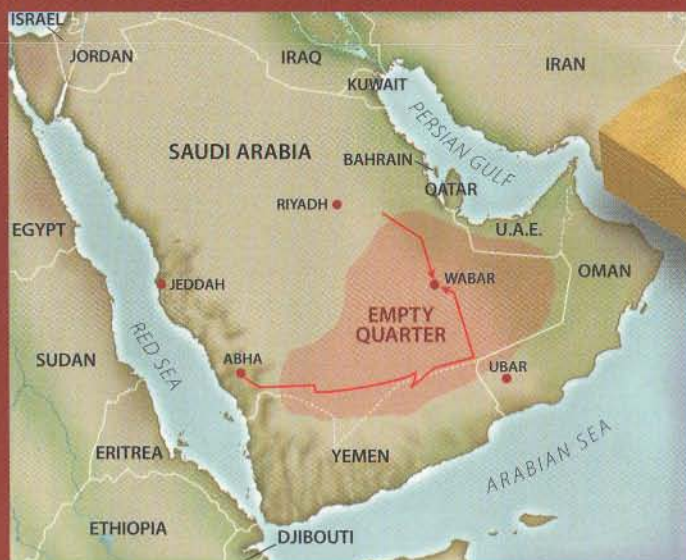 ISRAEL
JORDAN
IRAQ
IRAN
KUWAIT
PERSIAN GULF
SAUDI ARABIA
BAHRAIN
QATAR
RIYADH
EGYPT
U.A.E.
JEDDAH
WABAR
OMAN
EMPTY
QUARTER
RED SEA
SUDAN
ABHA
UBAR
ERITREA
YEMEN
ARABIAN SEA
ETHIOPIA
DJIBOUTI